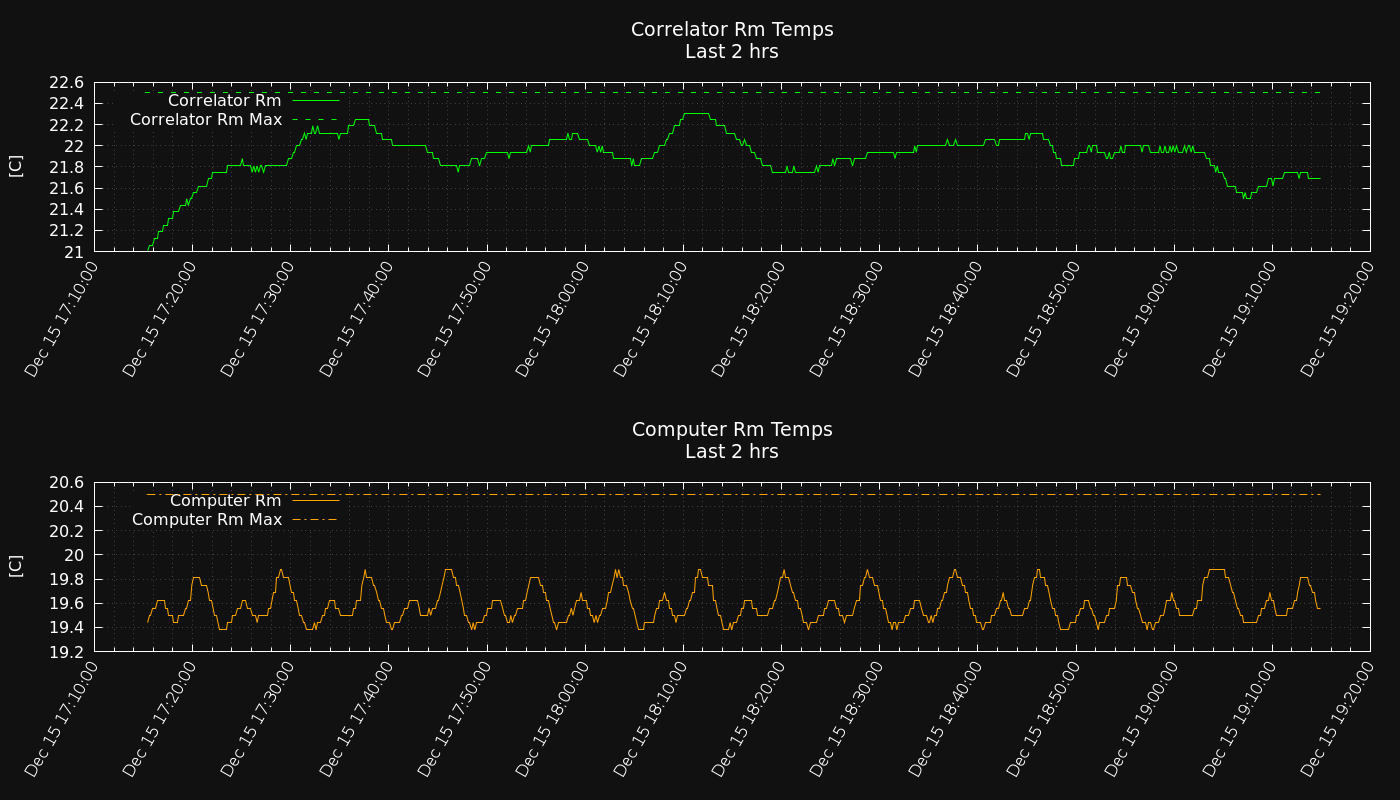 Correlator Rm Temps
Last 2 hrs
22.6
22.4
22.2
22
21.8
21.6
21.4
21.2
21
[C]
Correlator Rm
Correlator Rm Max
Dec 15 17:10:00
Dec 15 17:20:00
Dec 15 17:30:00
Dec 15 17:40:00
Dec 15 17:50:00
Dec 15 18:00:00
Dec 15 18:10:00
Dec 15 18:20:00
Dec 15 18:30:00
Dec 15 18:40:00
Dec 15 18:50:00
Dec 15 19:00:00
Dec 15 19:10:00
Dec 15 19:20:00
Computer Rm Temps
Last 2 hrs
20.6
20.4
20.2
20
19.8
19.6
19.4
19.2
[C]
Computer Rm
Computer Rm Max
Dec 15 17:10:00
Dec 15 17:20:00
Dec 15 17:30:00
Dec 15 17:40:00
Dec 15 17:50:00
Dec 15 18:00:00
Dec 15 18:10:00
Dec 15 18:20:00
Dec 15 18:30:00
Dec 15 18:40:00
Dec 15 18:50:00
Dec 15 19:00:00
Dec 15 19:10:00
Dec 15 19:20:00